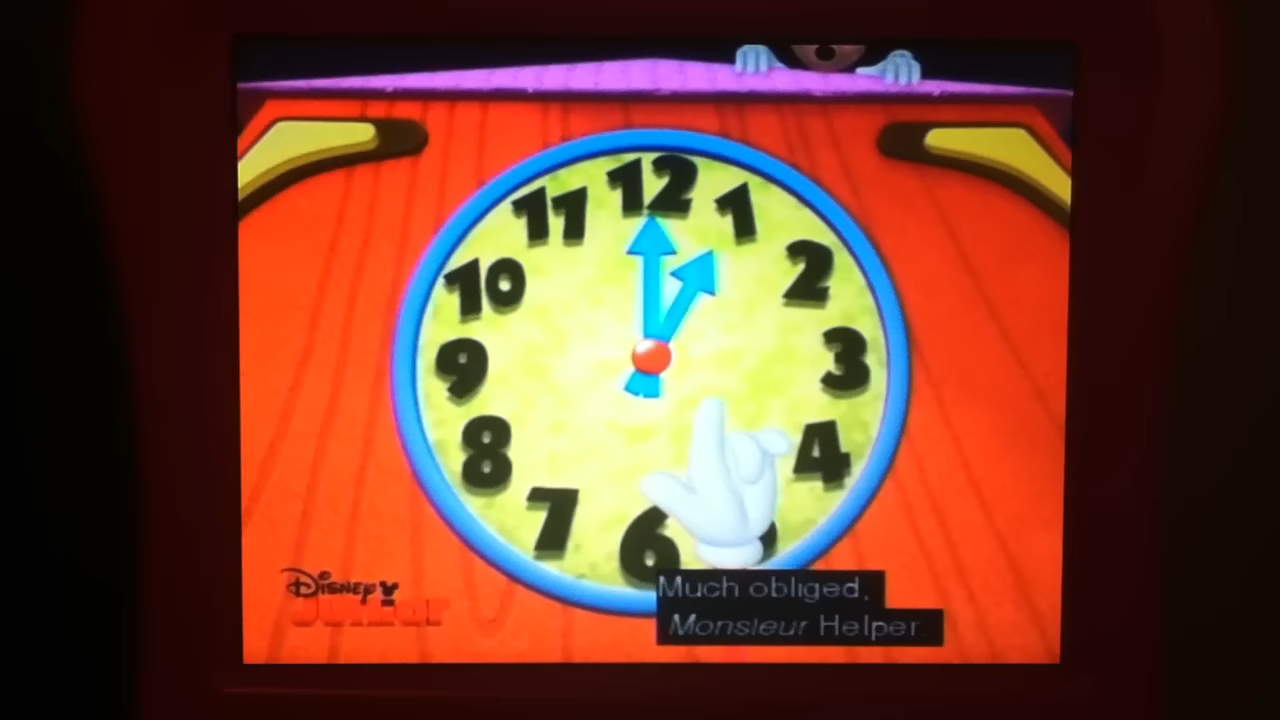 12
11
1
10
2
9
3
8
4
7
6
Disney
Junior
Much obliged,
Monsieur Helper.